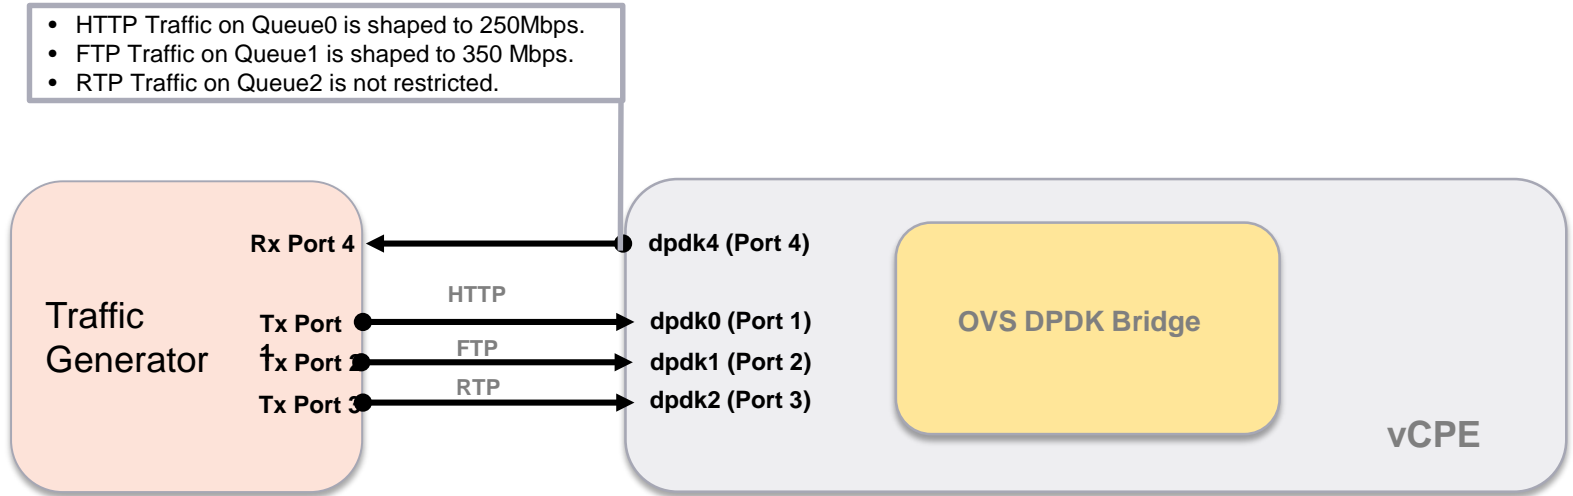 • HTTP Traffic on Queue0 is shaped to 250Mbps.
• FTP Traffic on Queue1 is shaped to 350 Mbps.
• RTP Traffic on Queue2 is not restricted.
Rx Port 4
dpdk4 (Port 4)
HTTP
Traffic
Generator
Tx Port
1
dpdk0 (Port 1)
OVS DPDK Bridge
FTP
Tx Port 2
dpdk1 (Port 2)
RTP
Tx Port 3
dpdk2 (Port 3)
vCPE